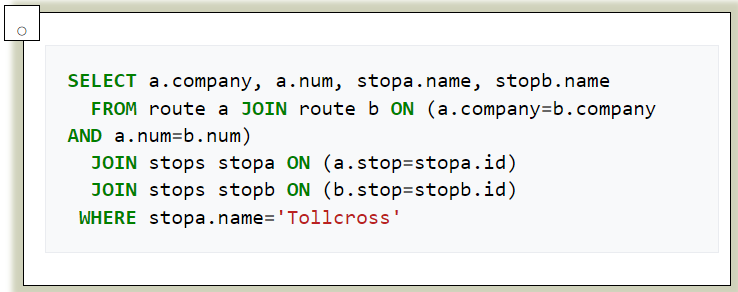 SELECT a.company, a.num, stopa.name, stopb.name
FROM route a JOIN route b ON (a.company=b.company
AND a.num=b.num)
JOIN stops stopa ON (a.stop=stopa.id)
JOIN stops stopb ON (b.stop=stopb.id)
WHERE stopa.name='Tollcross'